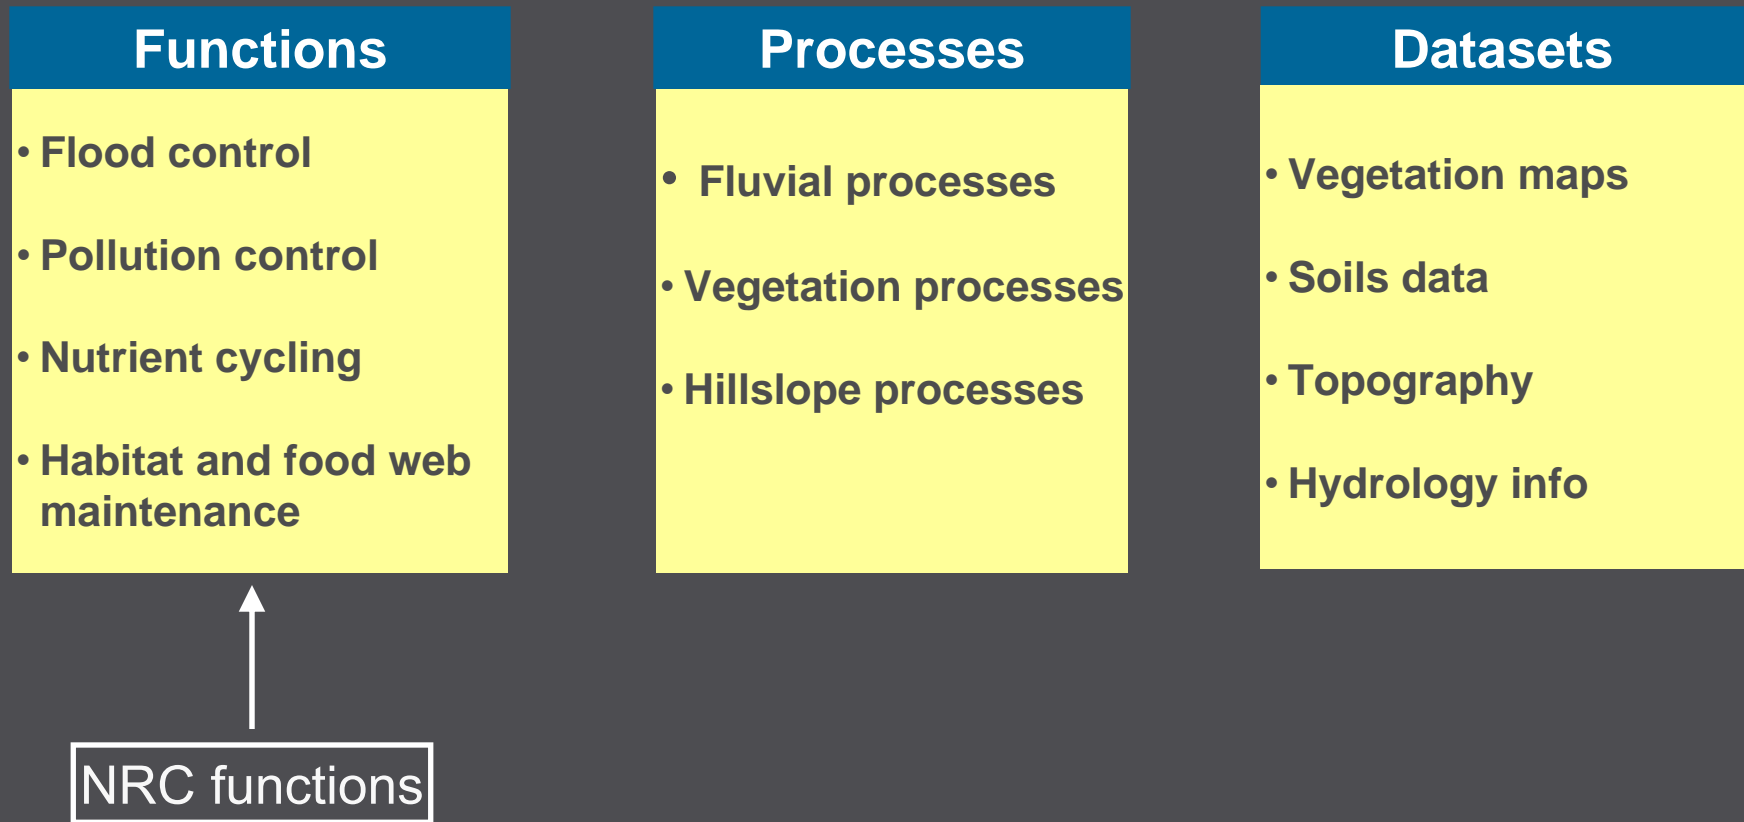 Functions
• Flood control
• Pollution control
• Nutrient cycling
• Habitat and food web
maintenance
NRC functions
Processes
• Fluvial processes
• Vegetation processes
• Hillslope processes
Datasets
• Vegetation maps
• Soils data
• Topography
• Hydrology info